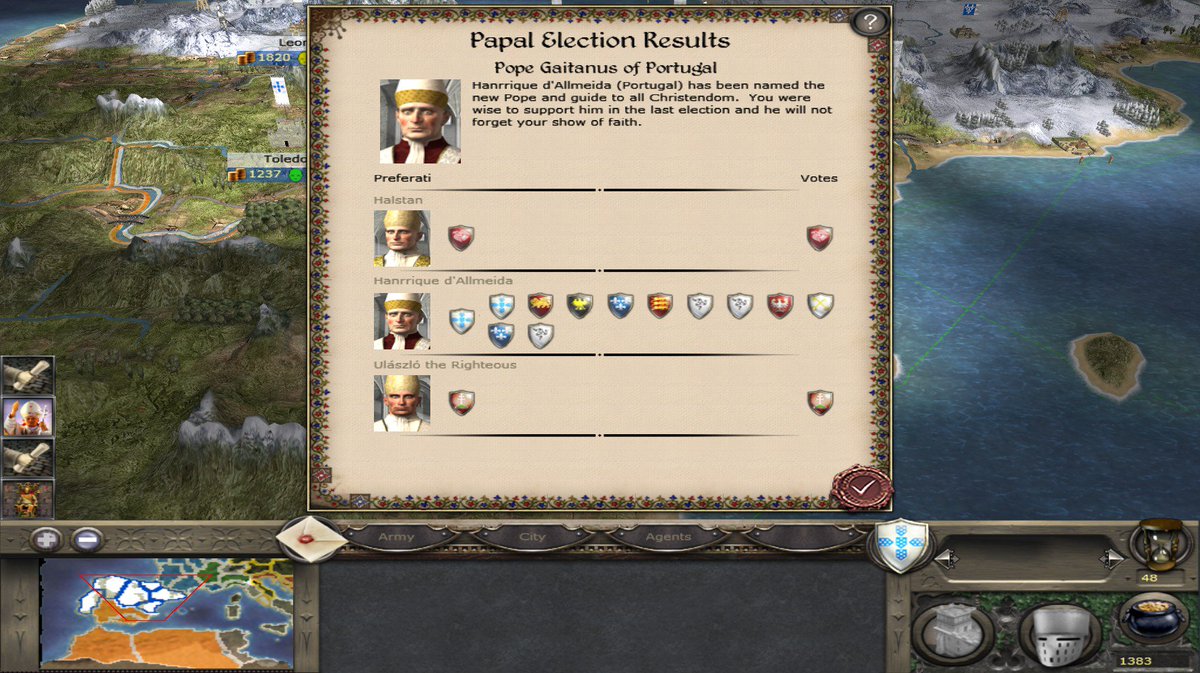 Papal Election Results
?
Pope Gaitanus of Portugal
Hanrrique d'Allmeida (Portugal) has been named the
new Pope and guide to all Christendom. You were
wise to support him in the last election and he will not
forget your show of faith.
Preferati
Votes
Halstan
Hanrrique d'Allmeida
Ulászló the Righteous
Leon
1820
Toledo
1237
Army
City
Agents
48
1383